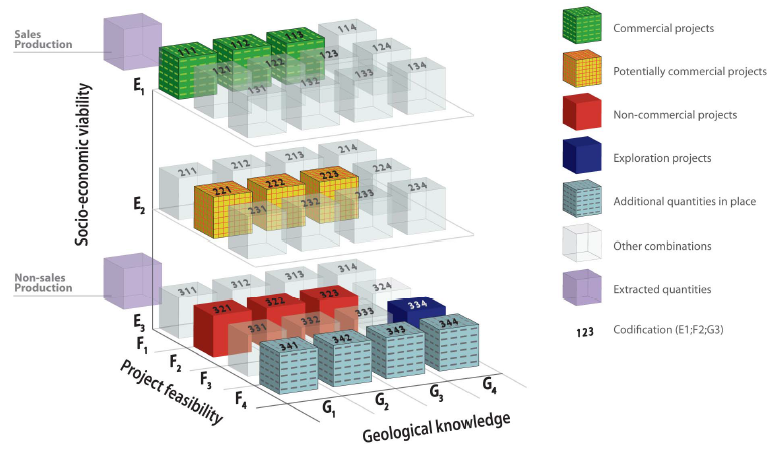 Sales
Production
Non-sales
Production
Socio-economic viability
E1
E2
E3
F1
F2
F3
F4
Project feasibility
G1
G2
G3
G4
Geological knowledge
111
112
113
114
121
122
123
124
131
132
133
134
211
212
213
214
221
222
223
224
231
232
233
234
311
312
313
314
321
322
323
324
331
332
333
334
341
342
343
344
Commercial projects
Potentially commercial projects
Non-commercial projects
Exploration projects
Additional quantities in place
Other combinations
Extracted quantities
123 Codification (E1;F2;G3)